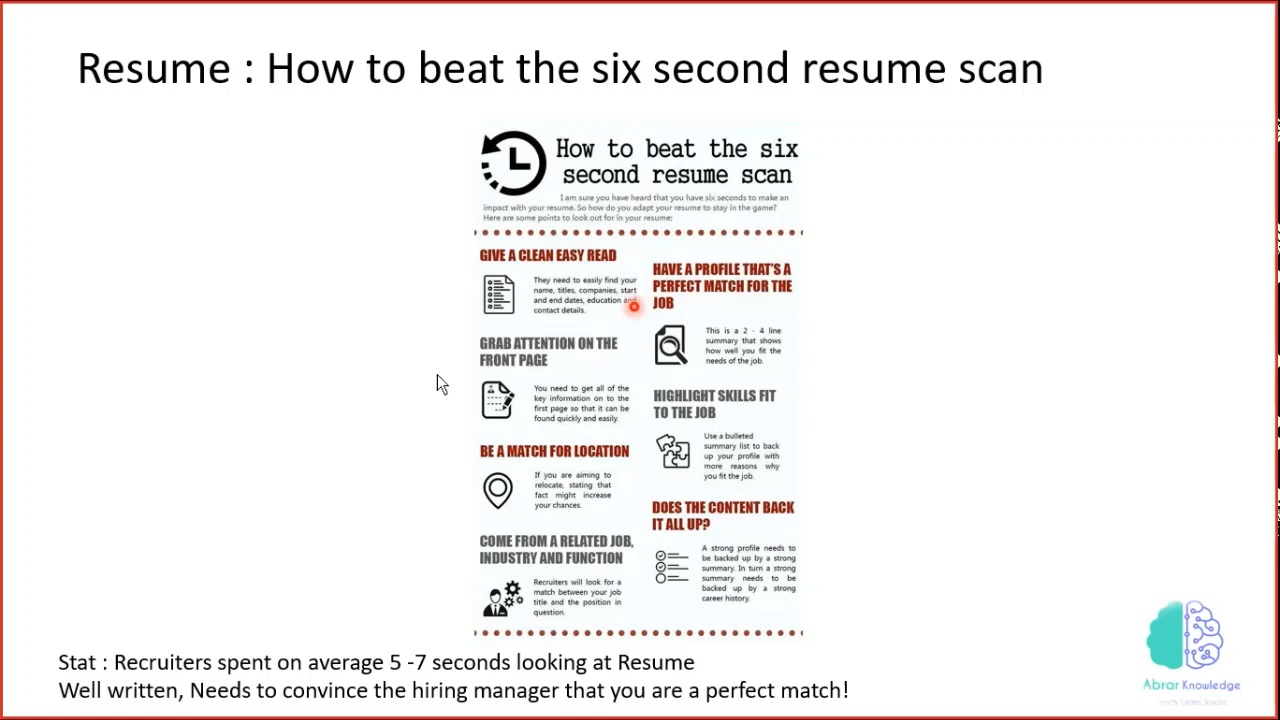 Resume : How to beat the six second resume scan
How to beat the six
second resume scan
I am sure you have heard that you have six seconds to make an
impact with your resume. So how do you adapt your resume to stay in the game?
Here are some points to look out for in your resume:
GIVE A CLEAN EASY READ
They need to easily find your
name, titles, companies, start
and end dates, education and
contact details.
GRAB ATTENTION ON THE
FRONT PAGE
You need to get all of the
key information on to the
first page so that it can be
found quickly and easily.
BE A MATCH FOR LOCATION
If you are aiming to
relocate, stating that
fact might increase
your chances.
COME FROM A RELATED JOB,
INDUSTRY AND FUNCTION
Recruiters will look for a
match between your job
title and the position in
question.
HAVE A PROFILE THAT'S A
PERFECT MATCH FOR THE
JOB
This is a 2 - 4 line
summary that shows
how well you fit the
needs of the job.
HIGHLIGHT SKILLS FIT
TO THE JOB
Use a bulleted
summary list to back
up your profile with
more reasons why
you fit the job.
DOES THE CONTENT BACK
IT ALL UP?
A strong profile needs to
be backed up by a strong
summary. In turn a strong
summary needs to be
backed up by a strong
career history.
Stat : Recruiters spent on average 5 -7 seconds looking at Resume
Well written, Needs to convince the hiring manager that you are a perfect match!
Abrar Knowledge